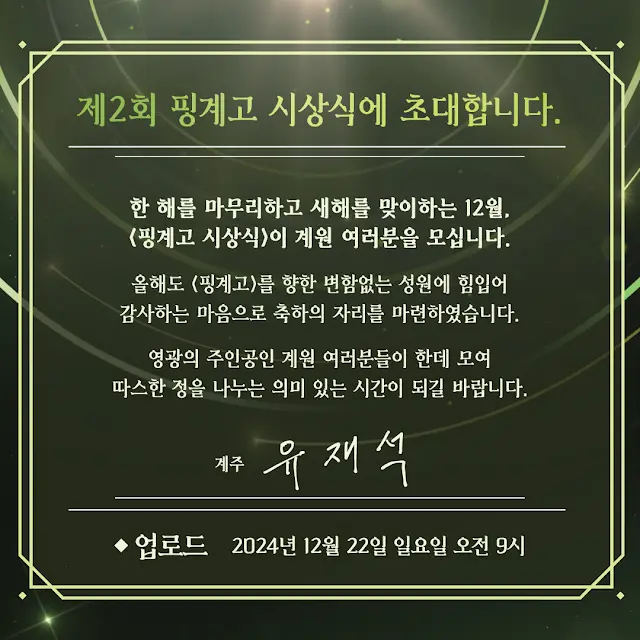 제2회 핑계고 시상식에 초대합니다.
한 해를 마무리하고 새해를 맞이하는 12월,
<핑계고 시상식>이 계원 여러분을 모십니다.
올해도 <핑계고>를 향한 변함없는 성원에 힘입어
감사하는 마음으로 축하의 자리를 마련하였습니다.
영광의 주인공인 계원 여러분들이 한데 모여
따스한 정을 나누는 의미 있는 시간이 되길 바랍니다.
계주 유재석
◆ 업로드 2024년 12월 22일 일요일 오전 9시